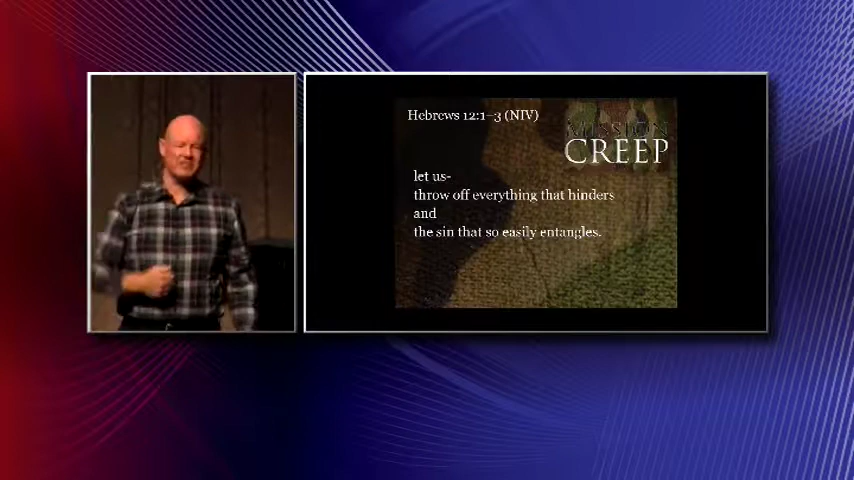 Hebrews 12:1–3 (NIV)
MISSION
CREEP
let us-
throw off everything that hinders
and
the sin that so easily entangles.